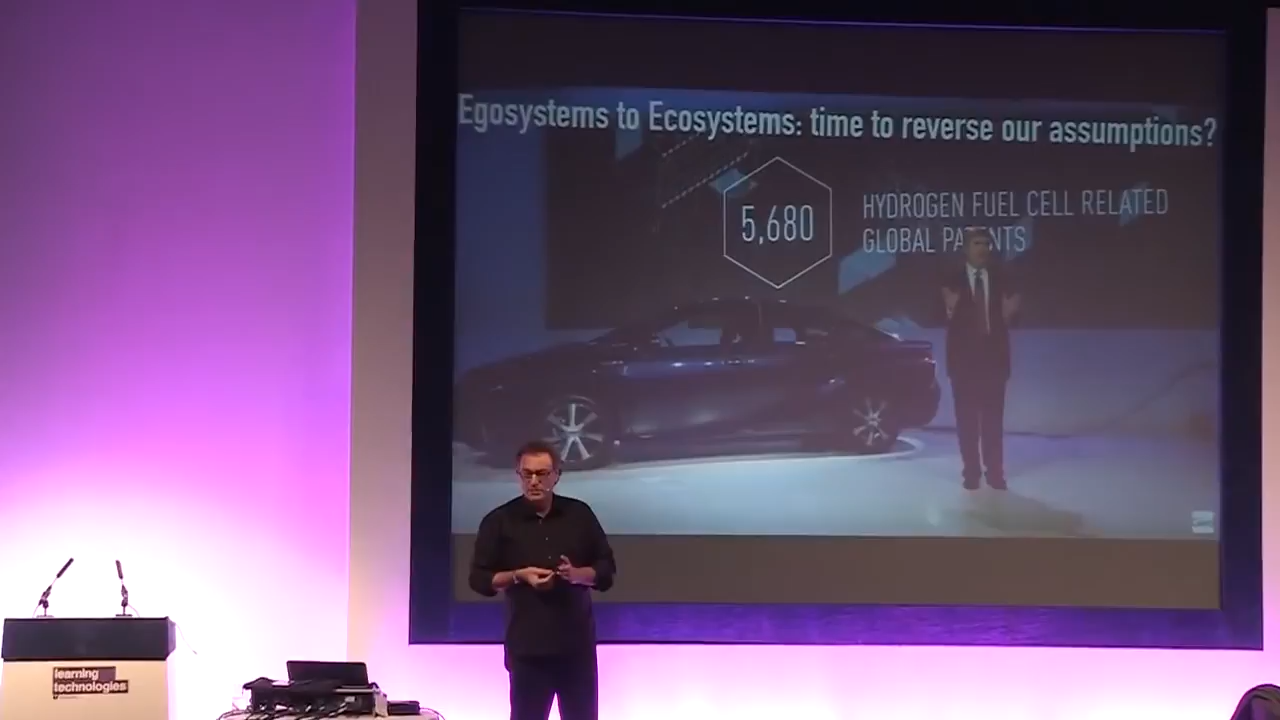 Egosystems to Ecosystems: time to reverse our assumptions?
5,680
HYDROGEN FUEL CELL RELATED
GLOBAL PATENTS
learning
technologies